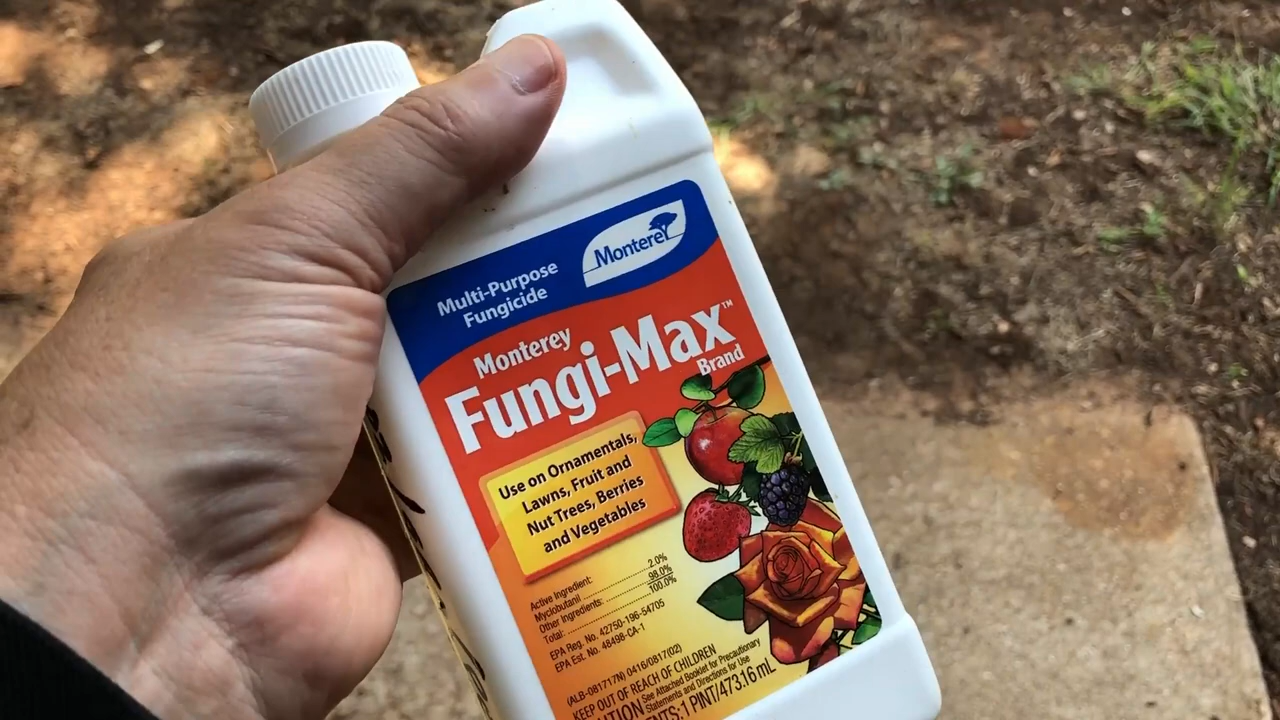 Multi-Purpose
Fungicide
Monterey
Monterey
Fungi-Max™
Brand
Use on Ornamentals,
Lawns, Fruit and
Nut Trees, Berries
and Vegetables
Active Ingredient:
Myclobutanil ........................ 2.0%
Other Ingredients: ................ 98.0%
Total: ................................ 100.0%
EPA Reg. No. 42750-196-54705
EPA Est. No. 48498-CA-1
(ALB-081717N) 0416/0817(02)
KEEP OUT OF REACH OF CHILDREN
See Attached Booklet for Precautionary
Statements and Directions for Use
1 PINT/473.16 mL